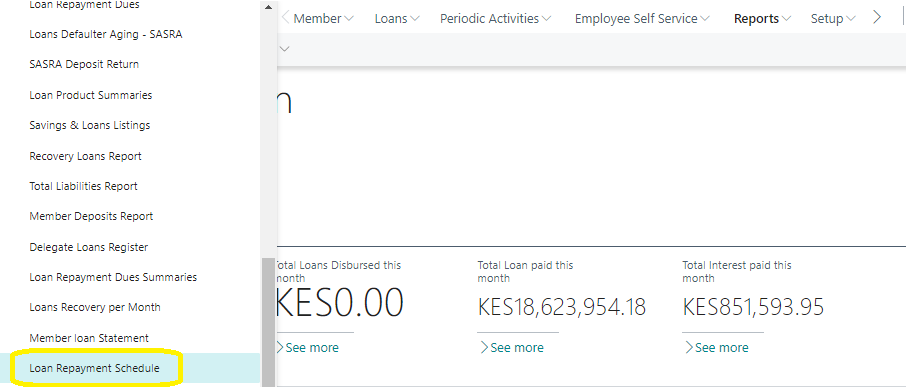 Loan Repayment Dues
Loans Defaulter Aging - SASRA
SASRA Deposit Return
Loan Product Summaries
Savings & Loans Listings
Recovery Loans Report
Total Liabilities Report
Member Deposits Report
Delegate Loans Register
Loan Repayment Dues Summaries
Loans Recovery per Month
Member loan Statement
Loan Repayment Schedule
Member Loans Periodic Activities Employee Self Service Reports Setup
n
Total Loans Disbursed this
month
KES0.00
See more
Total Loan paid this
month
KES18,623,954.18
See more
Total Interest paid this
month
KES851,593.95
See more